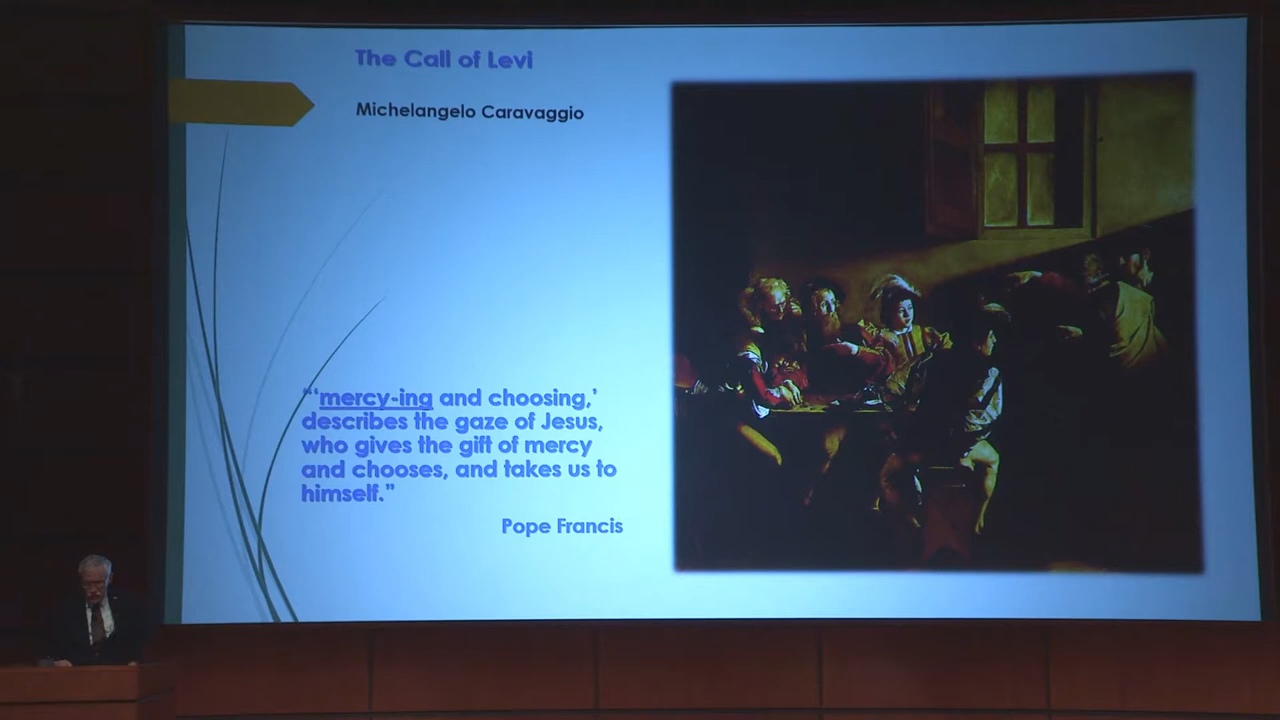 The Call of Levi
Michelangelo Caravaggio
“‘mercy-ing and choosing,’
describes the gaze of Jesus,
who gives the gift of mercy
and chooses, and takes us to
himself.”
Pope Francis